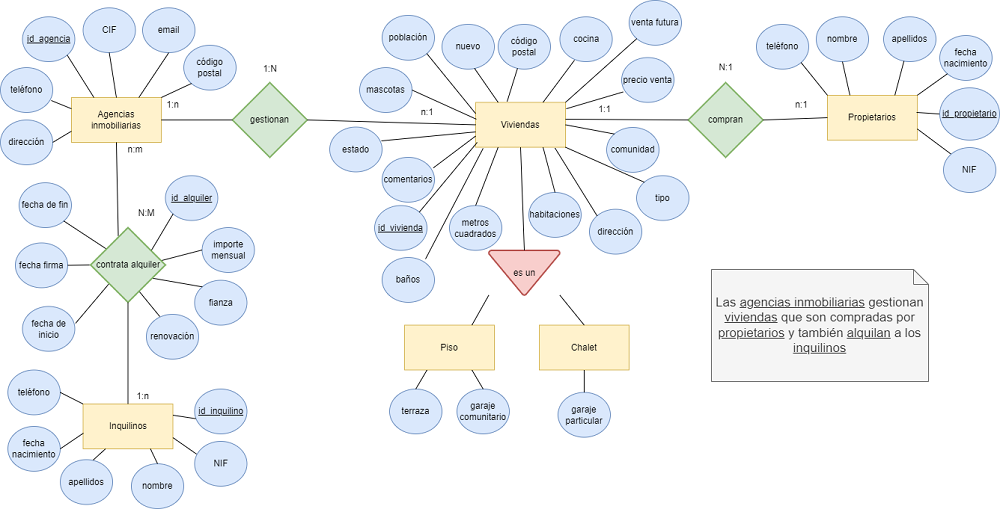 id_agencia
CIF
email
código
postal
teléfono
dirección
Agencias
inmobiliarias
1:n
n:m
1:N
gestionan
población
nuevo
código
postal
cocina
venta futura
mascotas
precio venta
n:1
Viviendas
1:1
estado
comunidad
comentarios
tipo
id_vivienda
metros
cuadrados
habitaciones
dirección
baños
es un
N:1
compran
n:1
teléfono
nombre
apellidos
fecha
nacimiento
Propietarios
id_propietario
NIF
fecha de fin
N:M
id_alquiler
fecha firma
contrata alquiler
importe
mensual
fianza
fecha de
inicio
renovación
1:n
Piso
Chalet
terraza
garaje
comunitario
garaje
particular
teléfono
id_inquilino
Inquilinos
fecha
nacimiento
NIF
apellidos
nombre
Las agencias inmobiliarias gestionan
viviendas que son compradas por
propietarios y también alquilan a los
inquilinos